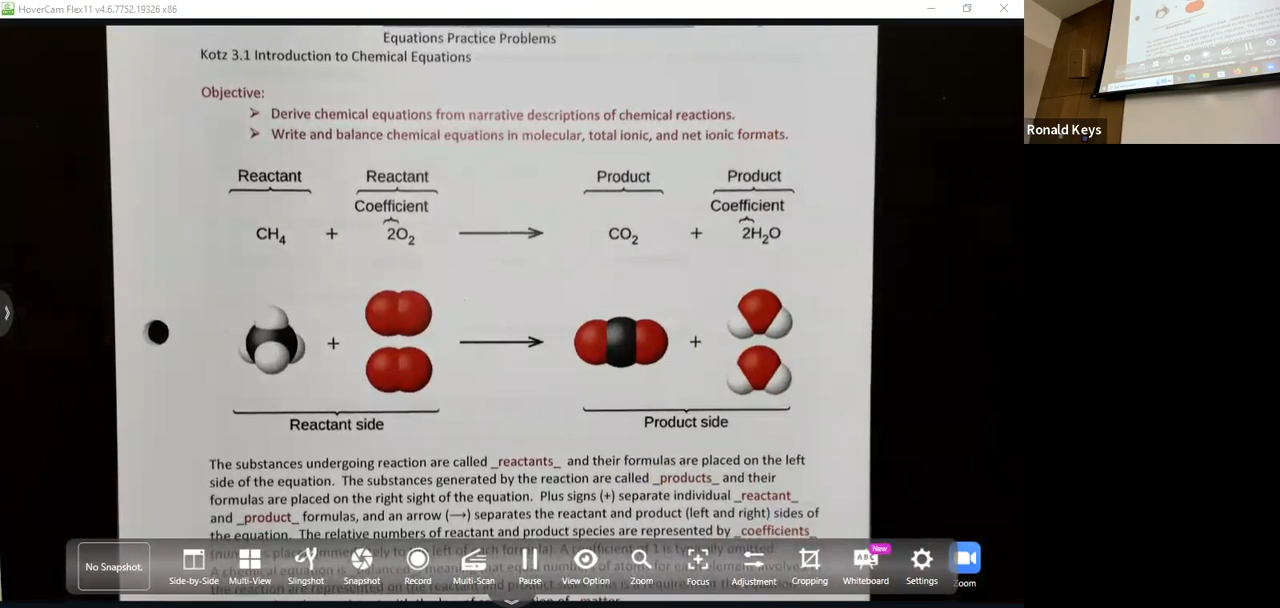 HoverCam Flex11 v4.6.7752.19326 x86
Equations Practice Problems
Kotz 3.1 Introduction to Chemical Equations
Objective:
➢ Derive chemical equations from narrative descriptions of chemical reactions.
➢ Write and balance chemical equations in molecular, total ionic, and net ionic formats.
Reactant Reactant Product Product
Coefficient Coefficient
CH₄ + 2O₂ ⟶ CO₂ + 2H₂O
+ ⟶ +
Reactant side Product side
The substances undergoing reaction are called _reactants_ and their formulas are placed on the left
side of the equation. The substances generated by the reaction are called _products_ and their
formulas are placed on the right sight of the equation. Plus signs (+) separate individual _reactant_
and _product_ formulas, and an arrow (⟶) separates the reactant and product (left and right) sides of
the equation. The relative numbers of reactant and product species are represented by _coefficients_
No Snapshot.
Side-by-Side Multi-View Slingshot Snapshot Record Multi-Scan Pause View Option Zoom Focus Adjustment Cropping Whiteboard Settings Zoom
ABC
New
Ronald Keys